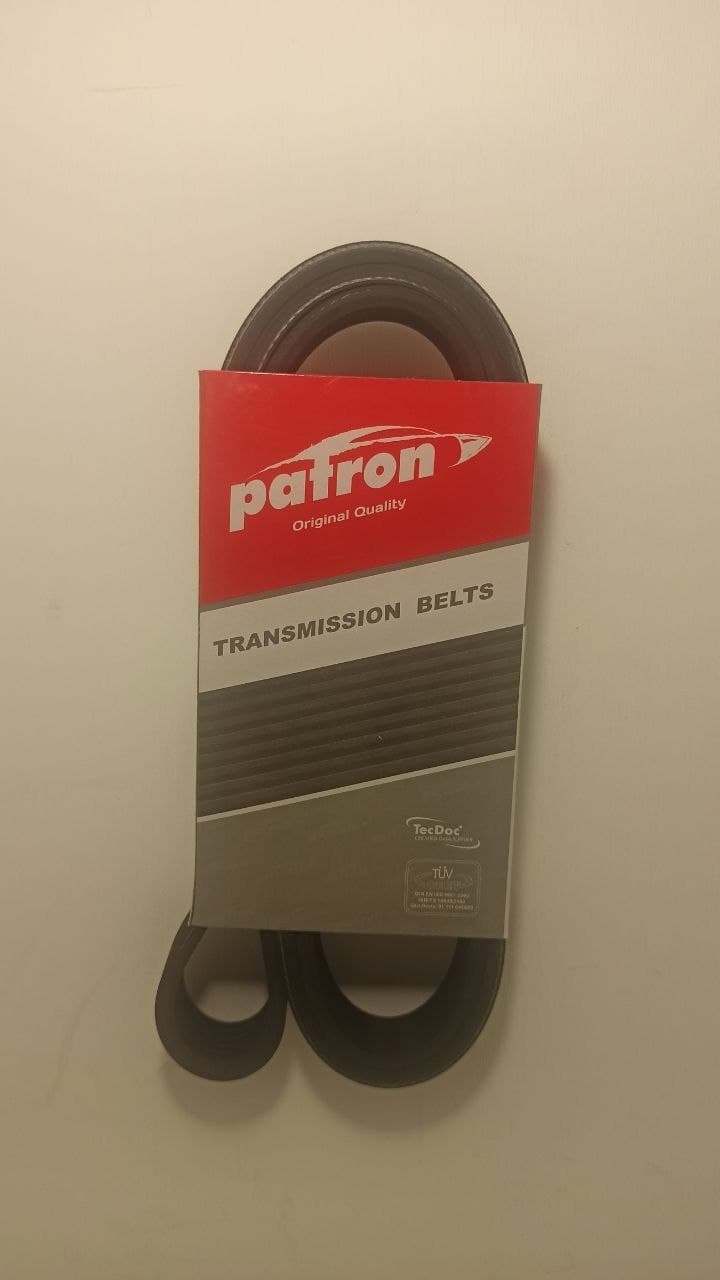 patron
Original Quality
TRANSMISSION BELTS
TecDoc
TÜV